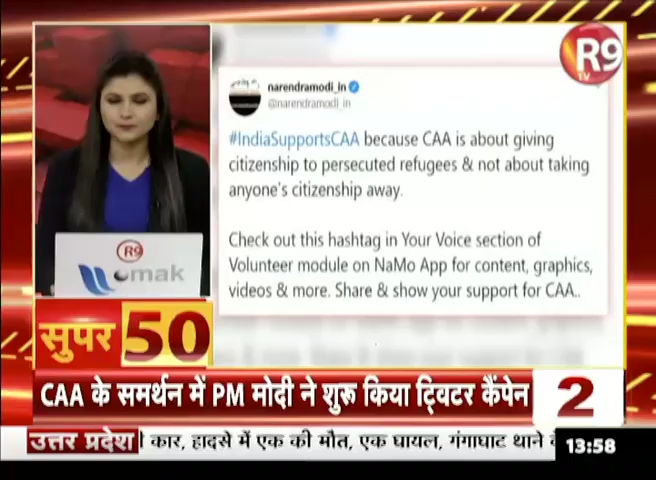 R9
TV
narendramodi_in
@narendramodi_in
#IndiaSupportsCAA because CAA is about giving
citizenship to persecuted refugees & not about taking
anyone's citizenship away.
Check out this hashtag in Your Voice section of
Volunteer module on NaMo App for content, graphics,
videos & more. Share & show your support for CAA..
R9
omak
सुपर 50
CAA के समर्थन में PM मोदी ने शुरू किया ट्विटर कैंपेन 2
उत्तर प्रदेश कार, हादसे में एक की मौत, एक घायल, गंगाघाट थाने 13:58